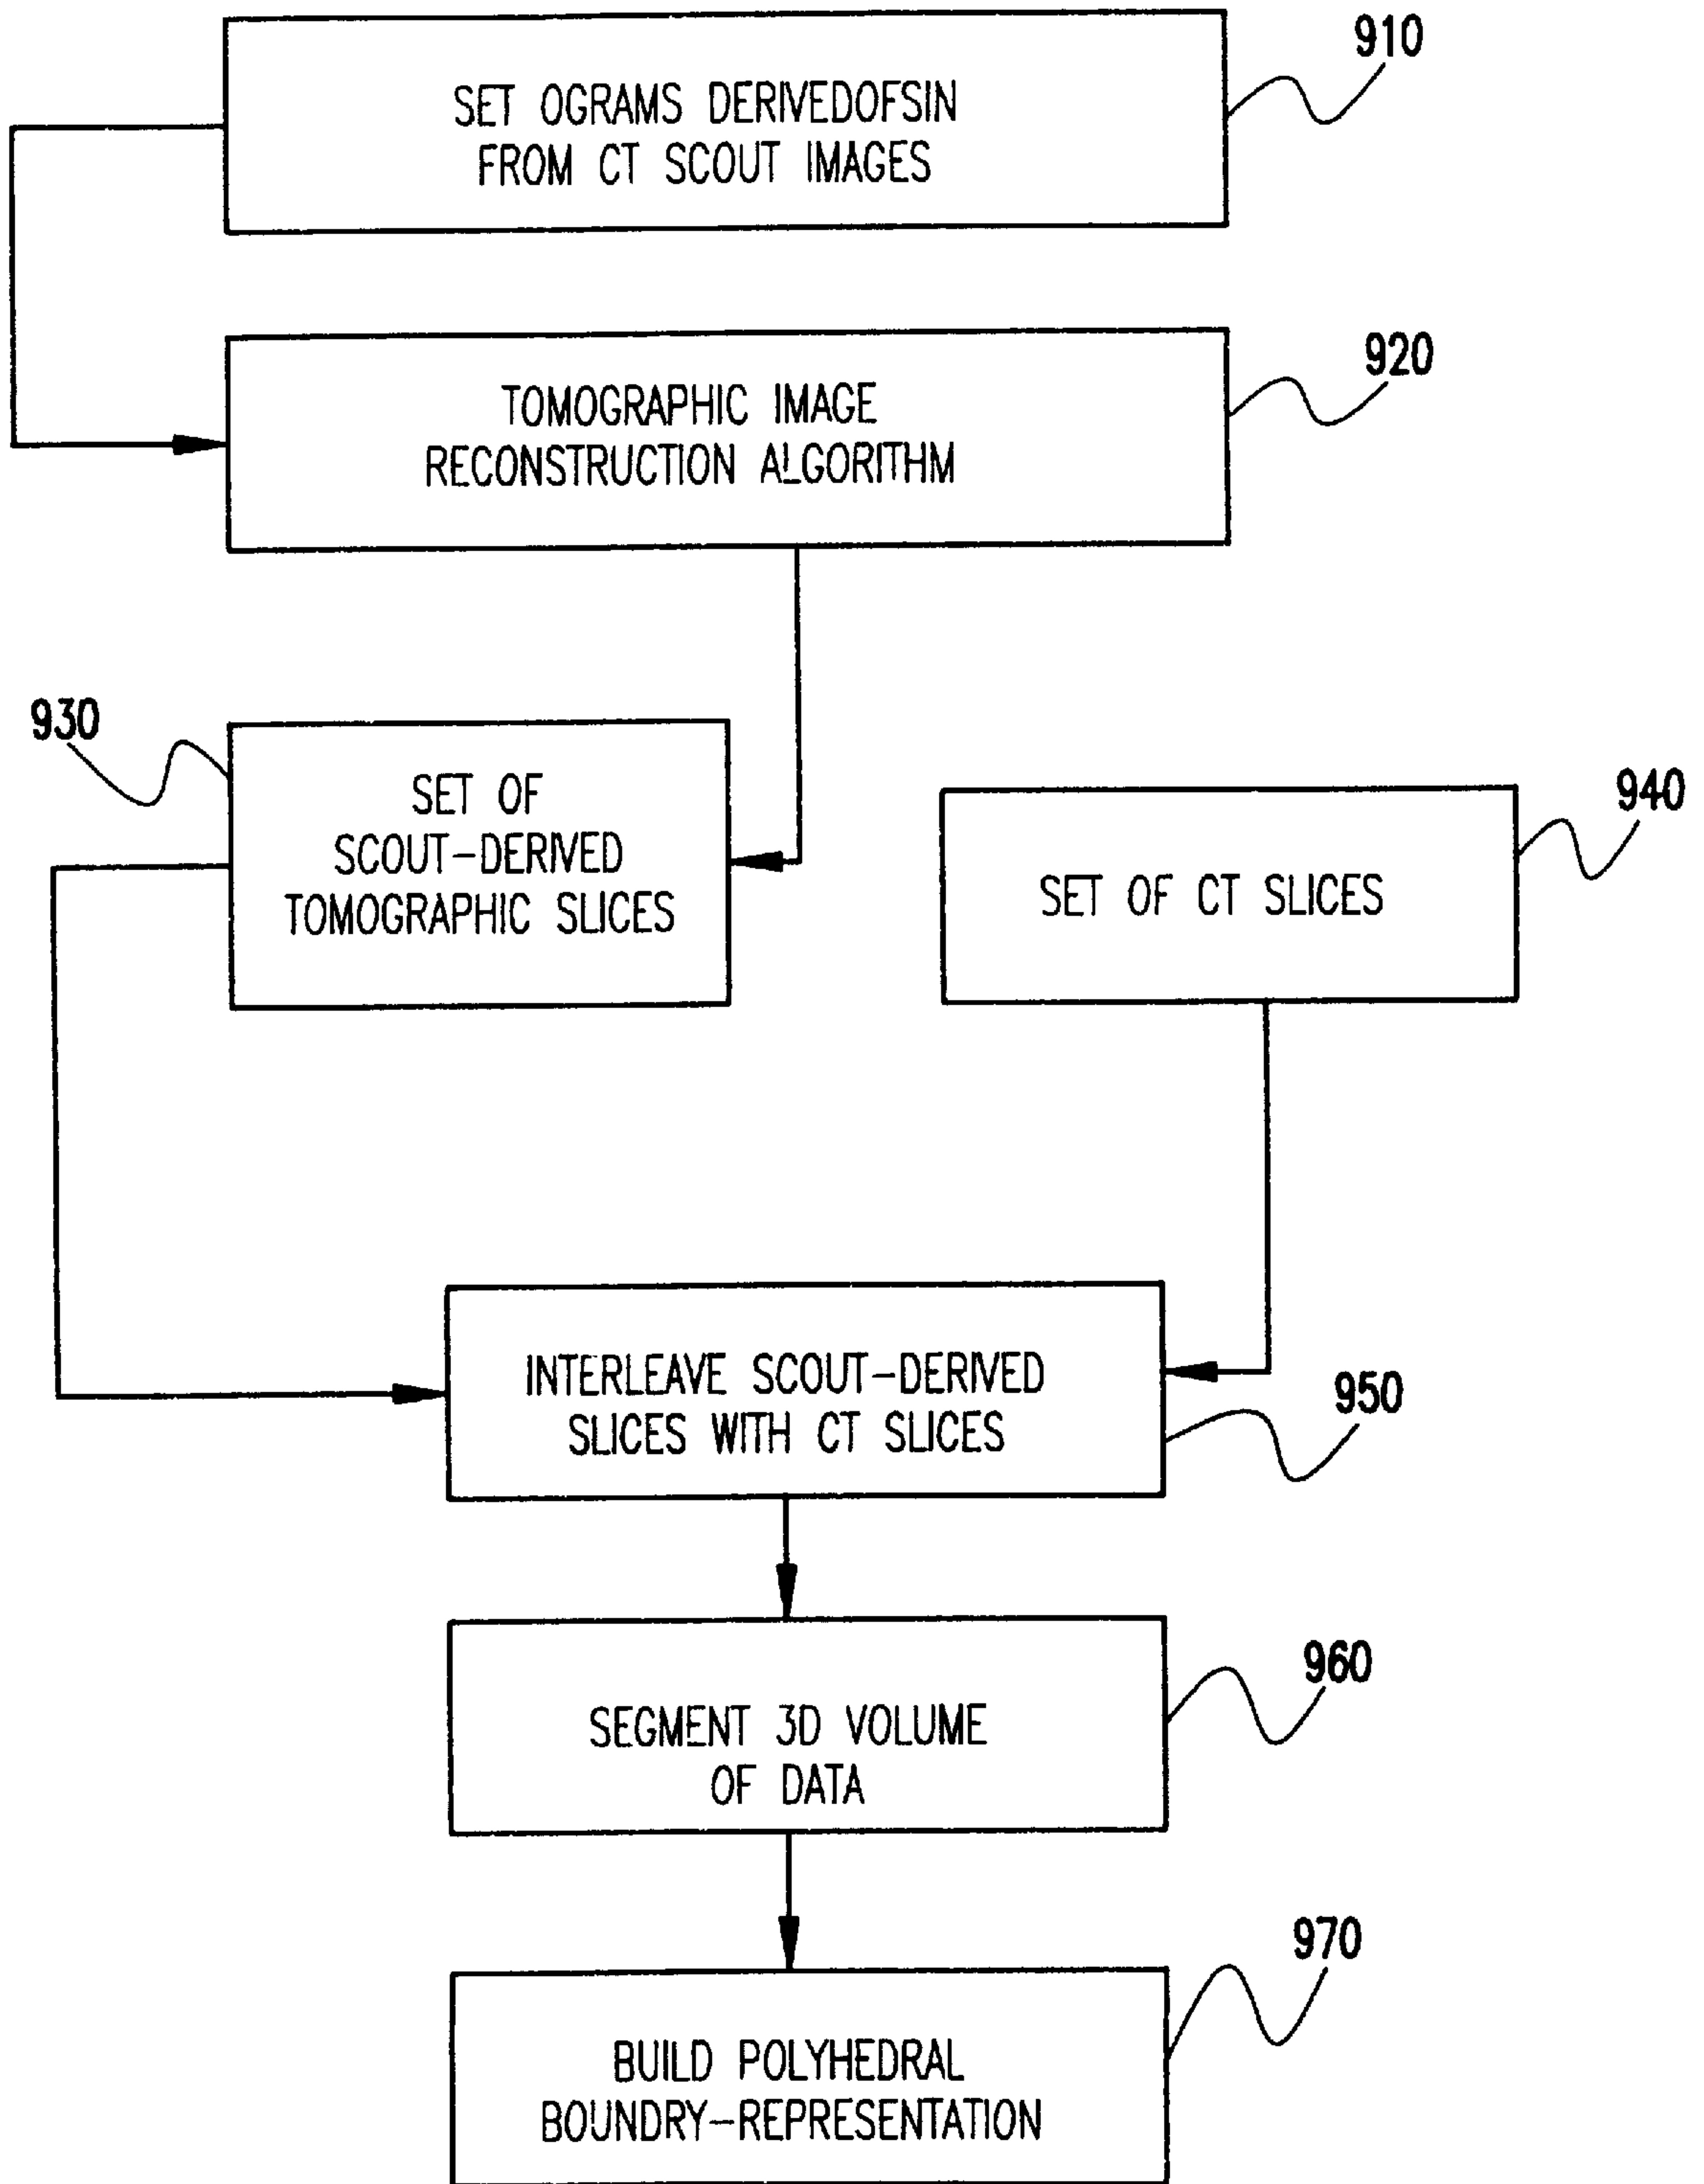 910
SET OGRAMS DERIVEDOFSIN
FROM CT SCOUT IMAGES
920
TOMOGRAPHIC IMAGE
RECONSTRUCTION ALGORITHM
930
SET OF
SCOUT-DERIVED
TOMOGRAPHIC SLICES
940
SET OF CT SLICES
INTERLEAVE SCOUT-DERIVED
SLICES WITH CT SLICES
950
960
SEGMENT 3D VOLUME
OF DATA
970
BUILD POLYHEDRAL
BOUNDRY-REPRESENTATION